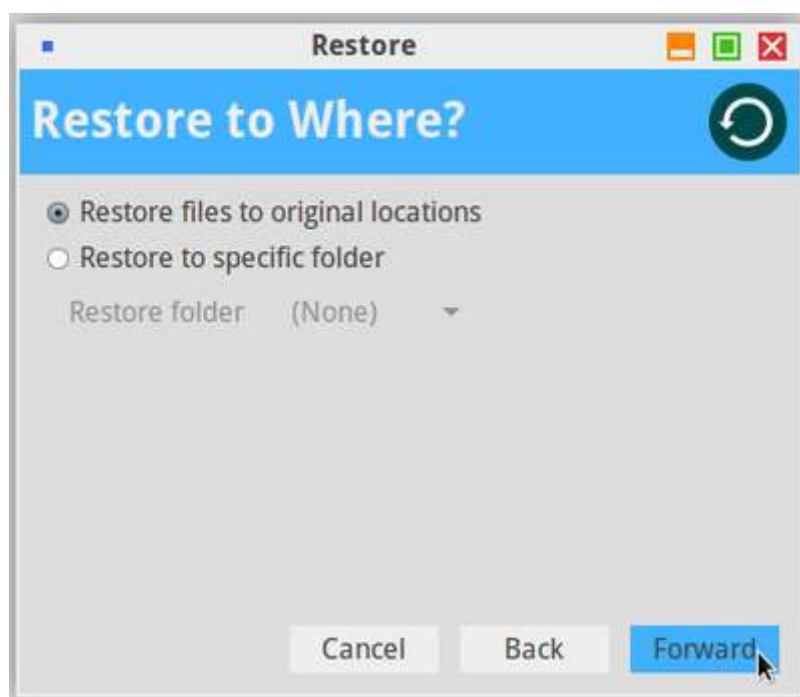 Restore
Restore to Where?
Restore files to original locations
Restore to specific folder
Restore folder (None)
Cancel Back Forward